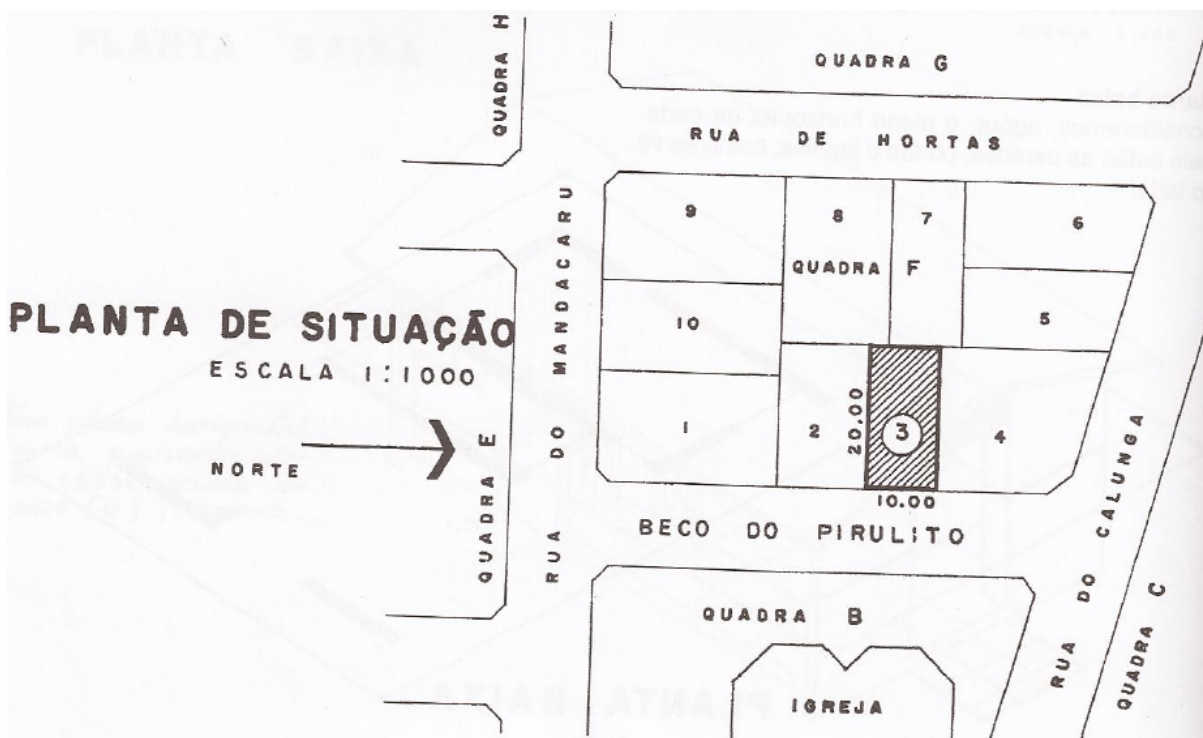 QUADRA H
QUADRA G
RUA DE HORTAS
RUA DO MANDACARU
9
8
7
6
QUADRA F
10
5
PLANTA DE SITUAÇÃO
ESCALA 1:1000
NORTE
QUADRA E
1
2
20.00
3
4
10.00
BECO DO PIRULITO
RUA DO CALUNGA
QUADRA C
QUADRA B
IGREJA